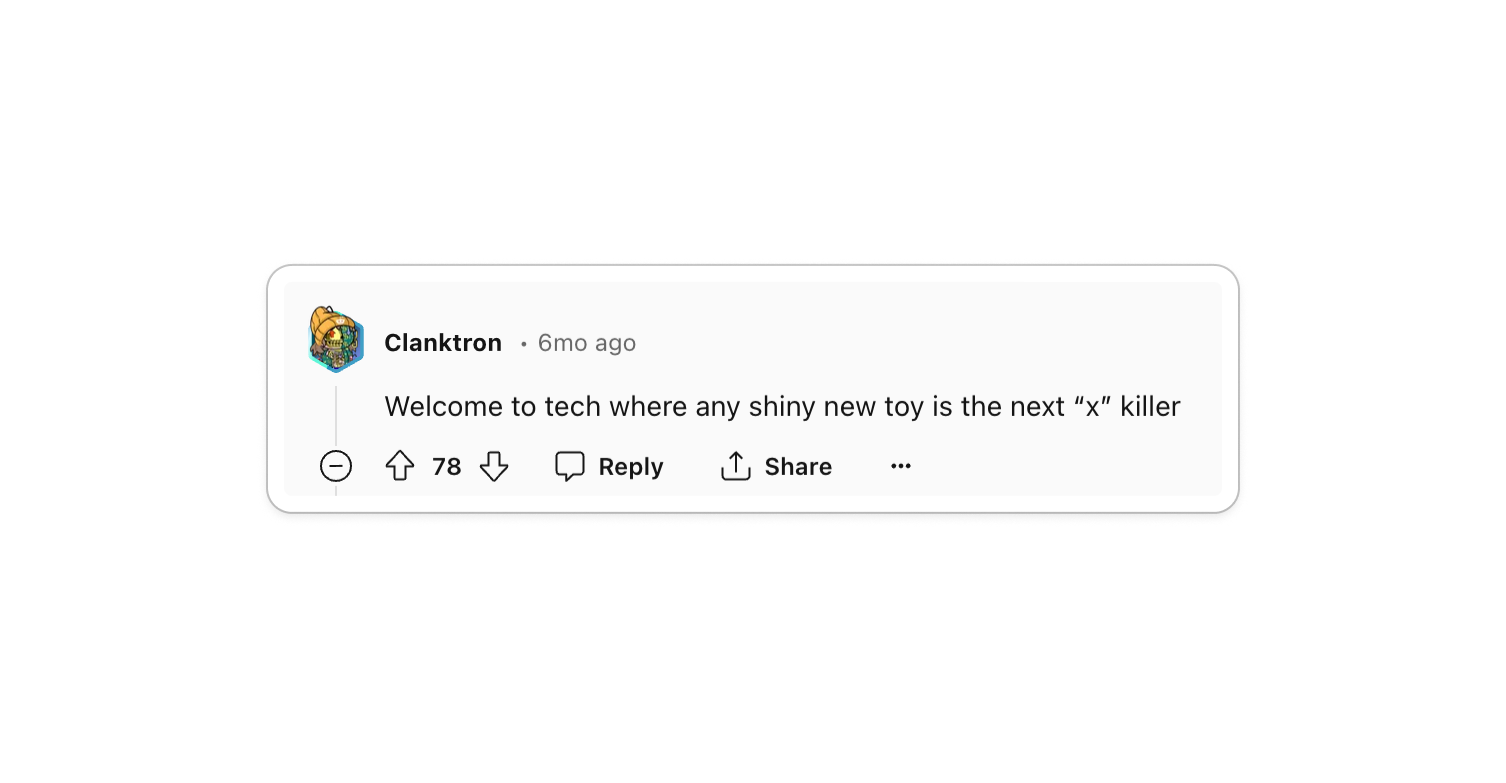 Clanktron • 6mo ago
Welcome to tech where any shiny new toy is the next “x” killer
78 Reply Share ···